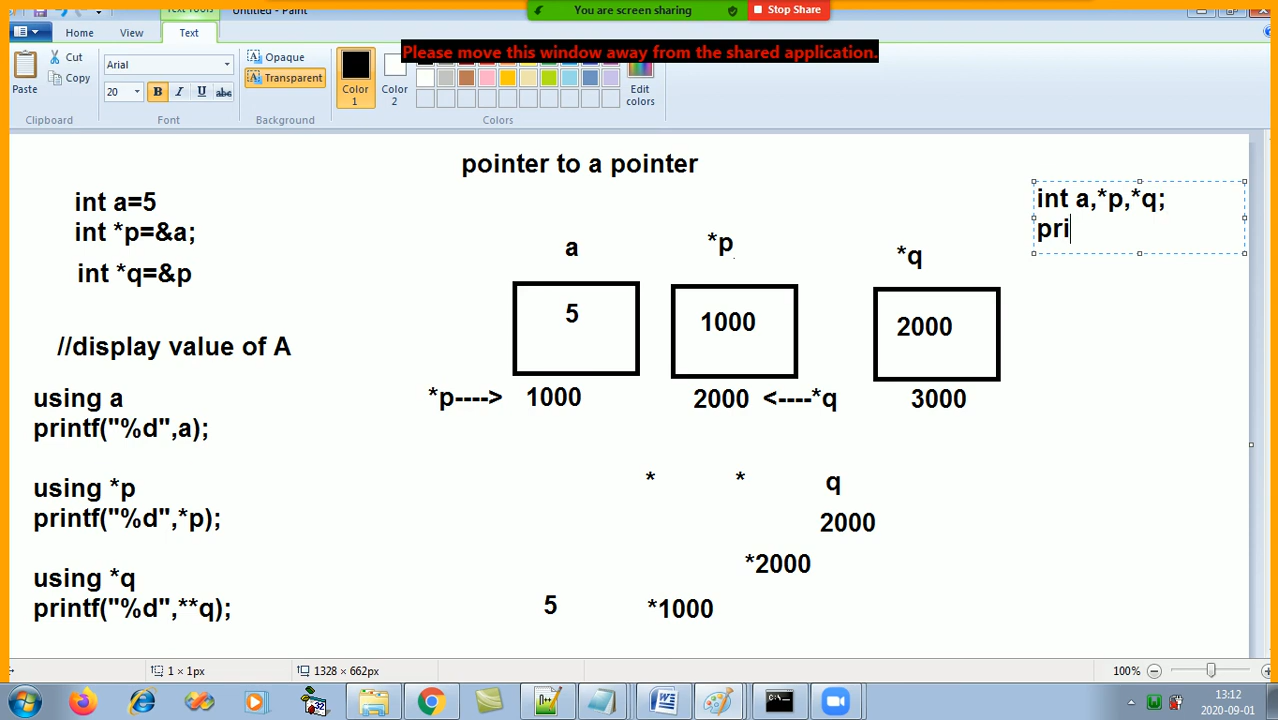 Untitled - Paint
You are screen sharing
Stop Share
Please move this window away from the shared application.
Home
View
Text
Cut
Copy
Paste
Clipboard
Arial
20
B
I
U
abc
Font
Opaque
Transparent
Background
Color 1
Color 2
Edit colors
Colors
pointer to a pointer
int a=5
int *p=&a;
int *q=&p
int a,*p,*q;
pri
a
*p
*q
5
1000
2000
*p---->
1000
2000
<----*q
3000
//display value of A
using a
printf("%d",a);
using *p
printf("%d",*p);
using *q
printf("%d",**q);
*
*
q
2000
*2000
5
*1000
1 × 1px
1328 × 662px
100%
13:12
2020-09-01